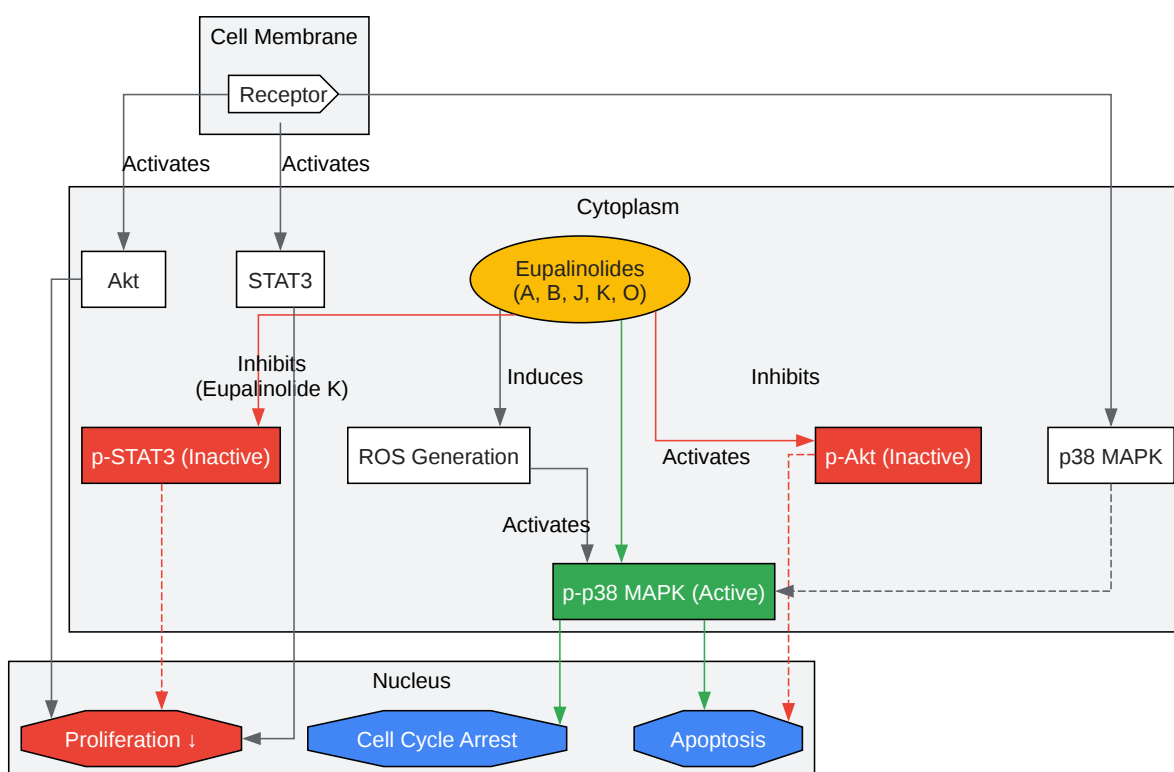 Cell Membrane
Receptor
Activates
Activates
Cytoplasm
Akt
STAT3
Eupalinolides
(A, B, J, K, O)
Inhibits
(Eupalinolide K)
Induces
Inhibits
p-STAT3 (Inactive)
ROS Generation
Activates
p-Akt (Inactive)
p38 MAPK
Activates
p-p38 MAPK (Active)
Nucleus
Proliferation ↓
Cell Cycle Arrest
Apoptosis